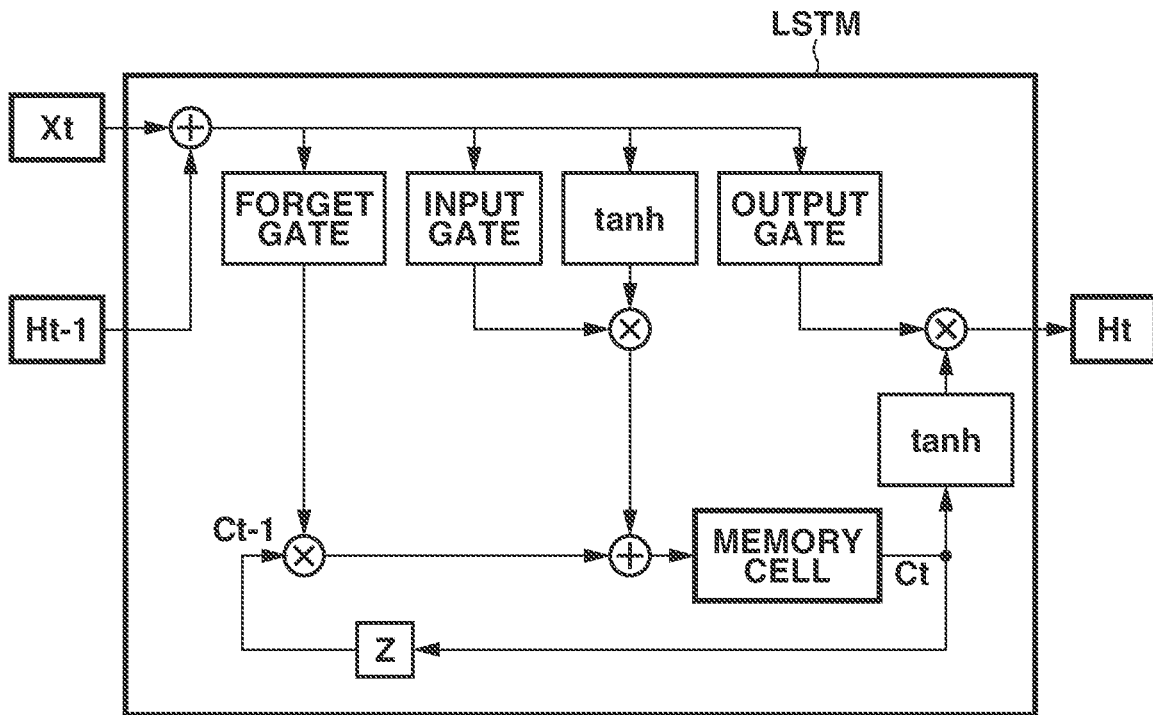 LSTM
Xt
+
FORGET
GATE
INPUT
GATE
tanh
OUTPUT
GATE
Ht-1
×
×
Ht
tanh
Ct-1
×
+
MEMORY
CELL
Ct
Z